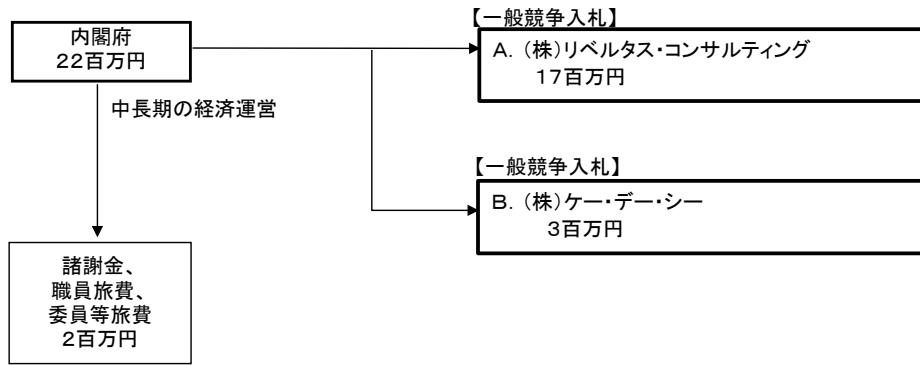 内閣府
22百万円
中長期の経済運営
諸謝金、
職員旅費、
委員等旅費
2百万円
【一般競争入札】
A. (株)リベルタス・コンサルティング
17百万円
【一般競争入札】
B. (株)ケー・デー・シー
3百万円